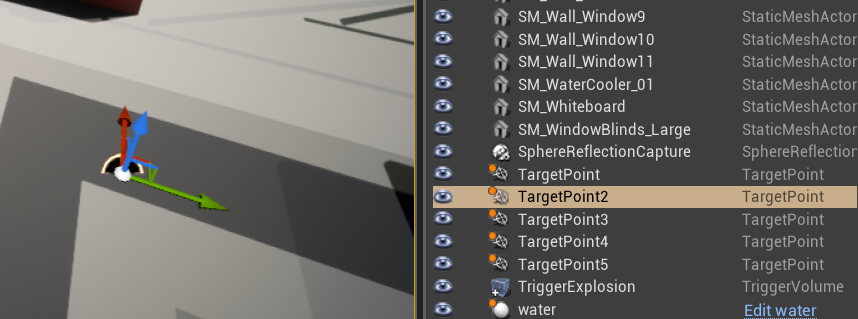 SM_Wall_Window9 StaticMeshActor
SM_Wall_Window10 StaticMeshActor
SM_Wall_Window11 StaticMeshActor
SM_WaterCooler_01 StaticMeshActor
SM_Whiteboard StaticMeshActor
SM_WindowBlinds_Large StaticMeshActor
SphereReflectionCapture SphereReflection
TargetPoint TargetPoint
TargetPoint2 TargetPoint
TargetPoint3 TargetPoint
TargetPoint4 TargetPoint
TargetPoint5 TargetPoint
TriggerExplosion TriggerVolume
water Edit water